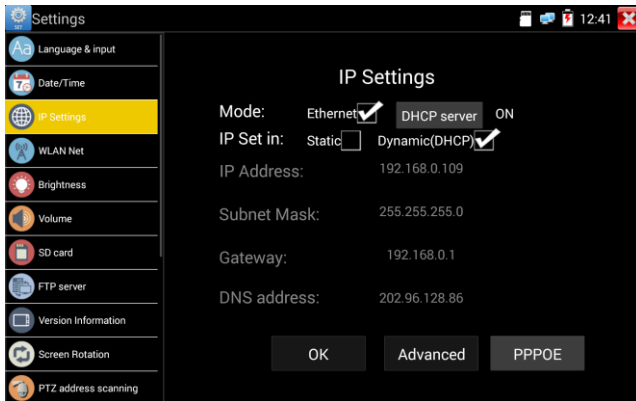 SET Settings 12:41
Aa Language & input
7 Date/Time
IP Settings
WLAN Net
Brightness
Volume
SD card
FTP server
Version Information
Screen Rotation
PTZ address scanning
IP Settings
Mode: Ethernet DHCP server ON
IP Set in: Static Dynamic(DHCP)
IP Address: 192.168.0.109
Subnet Mask: 255.255.255.0
Gateway: 192.168.0.1
DNS address: 202.96.128.86
OK Advanced PPPOE